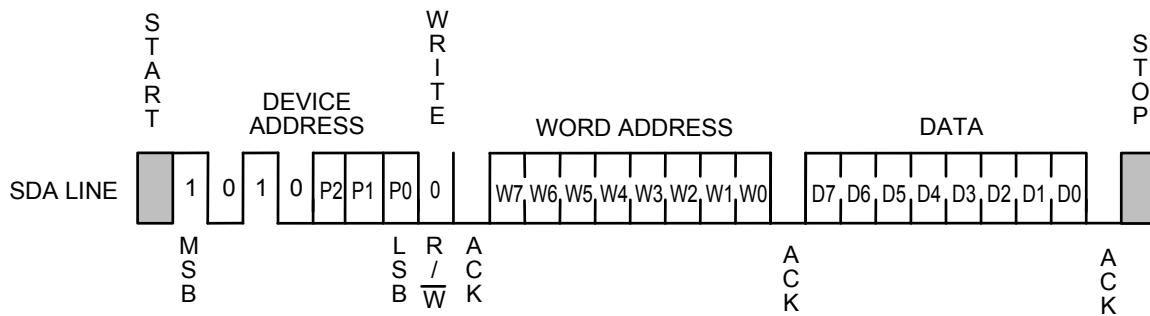 START
WRITE
STOP
DEVICE
ADDRESS
WORD ADDRESS
DATA
SDA LINE
1 0 1 0 P2 P1 P0 0
W7 W6 W5 W4 W3 W2 W1 W0
D7 D6 D5 D4 D3 D2 D1 D0
MSB
LSB
R/W̅
ACK
ACK
ACK